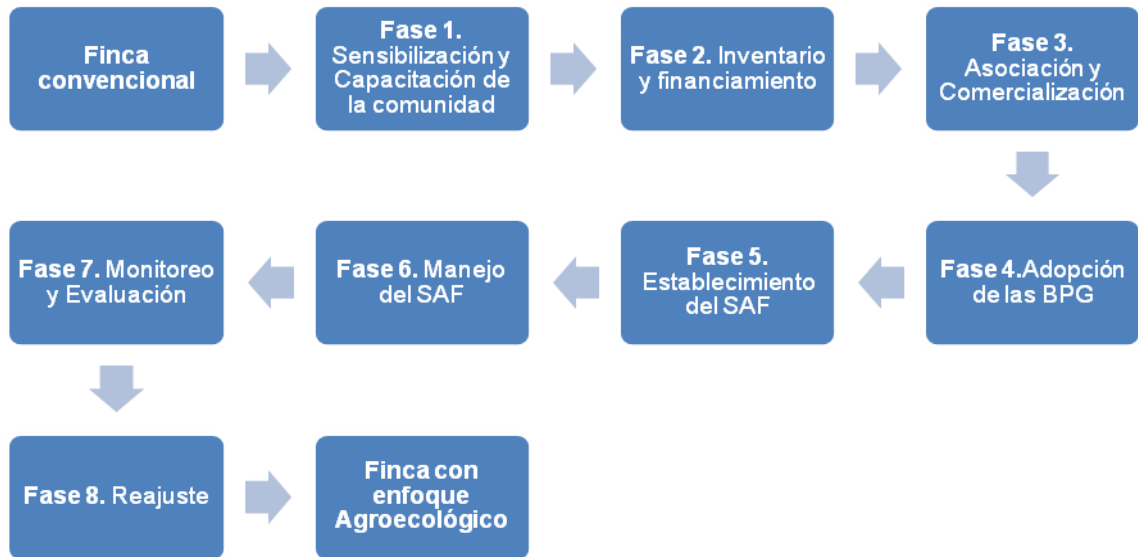 Finca
convencional
Fase 1.
Sensibilización y
Capacitación de
la comunidad
Fase 2. Inventario
y financiamiento
Fase 3.
Asociación y
Comercialización
Fase 4.Adopción
de las BPG
Fase 5.
Establecimiento
del SAF
Fase 6. Manejo
del SAF
Fase 7. Monitoreo
y Evaluación
Fase 8. Reajuste
Finca con
enfoque
Agroecológico